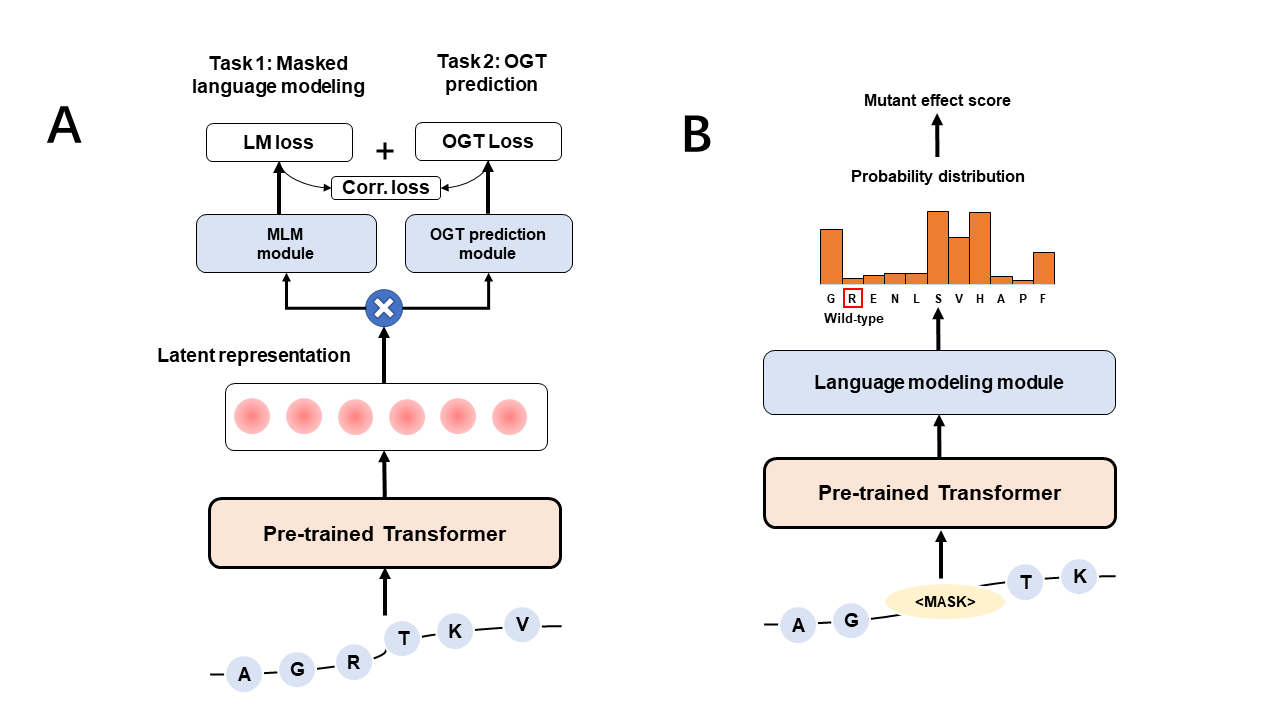 A
Task 1: Masked
language modeling
Task 2: OGT
prediction
LM loss
+
OGT Loss
Corr. loss
MLM
module
OGT prediction
module
Latent representation
Pre-trained Transformer
A G R T K V
B
Mutant effect score
Probability distribution
G R E N L S V H A P F
Wild-type
Language modeling module
Pre-trained Transformer
A G <MASK> T K